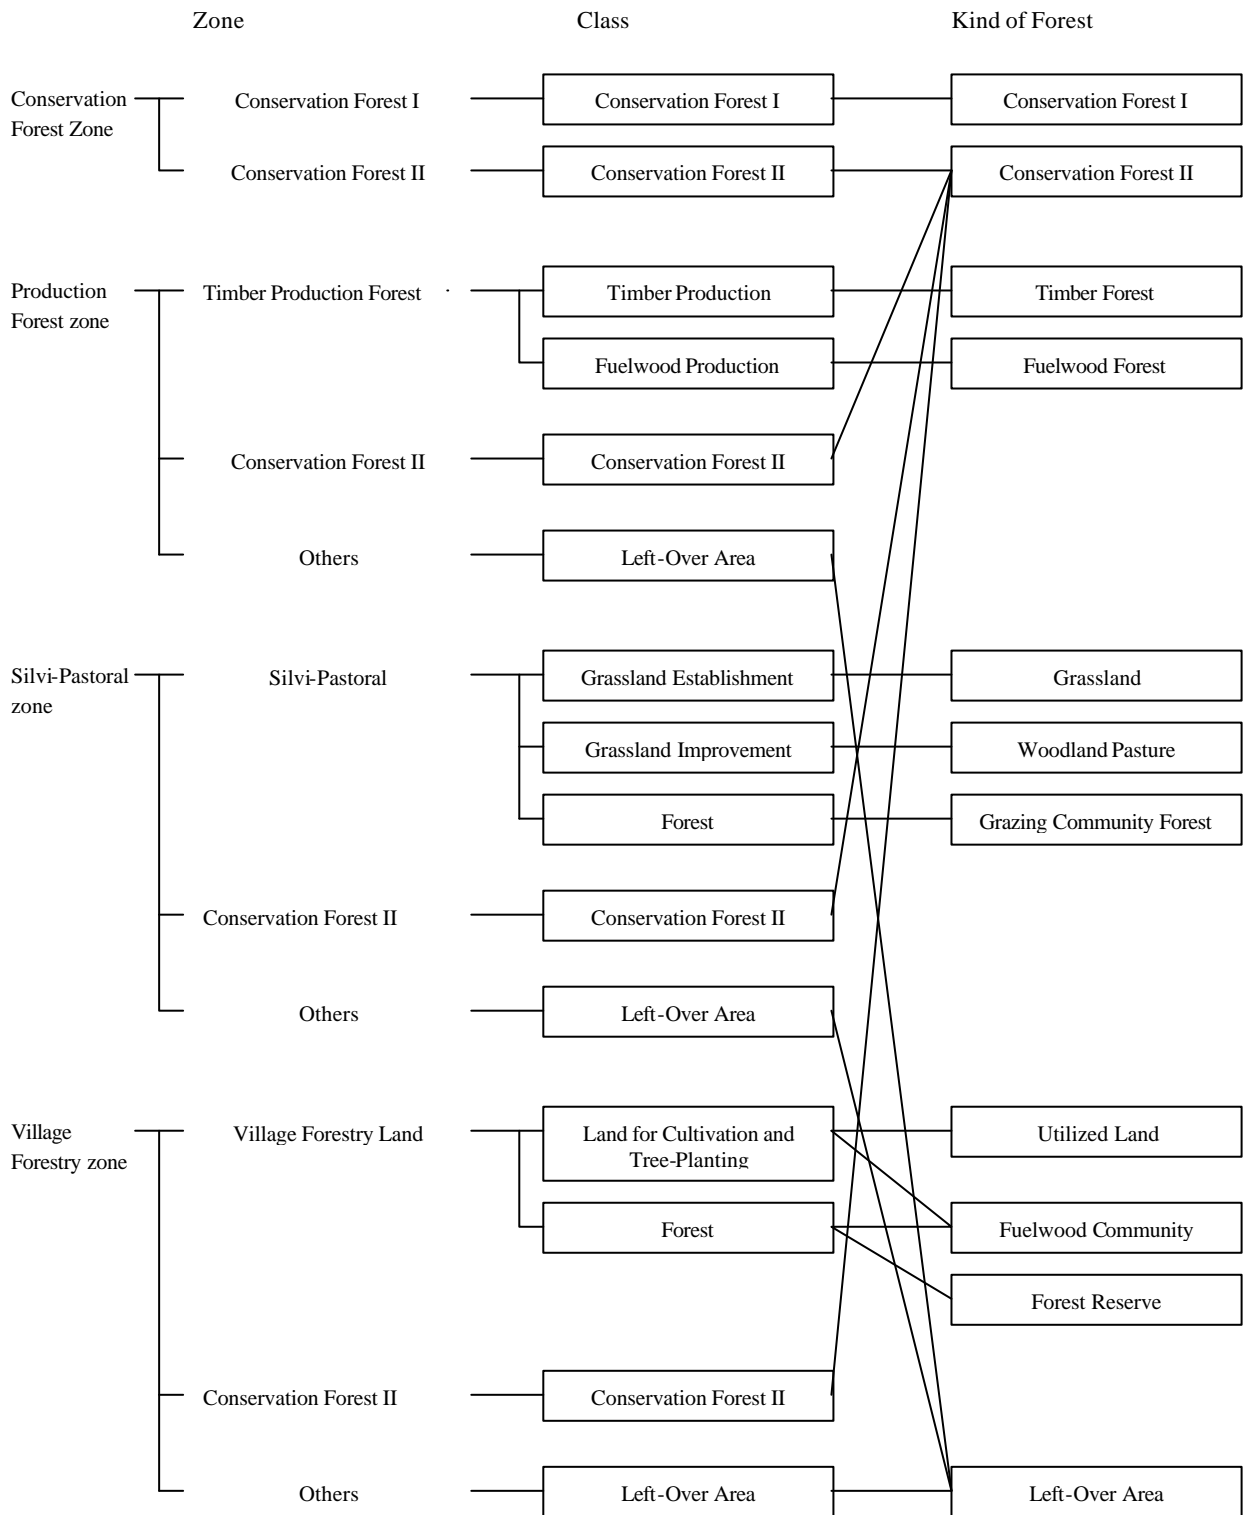 Zone Class Kind of Forest
Conservation Conservation Forest I Conservation Forest I Conservation Forest I
Forest Zone
Conservation Forest II Conservation Forest II Conservation Forest II
Production Timber Production Forest Timber Production Timber Forest
Forest zone
Fuelwood Production Fuelwood Forest
Conservation Forest II Conservation Forest II
Others Left-Over Area
Silvi-Pastoral Silvi-Pastoral Grassland Establishment Grassland
zone
Grassland Improvement Woodland Pasture
Forest Grazing Community Forest
Conservation Forest II Conservation Forest II
Others Left-Over Area
Village Village Forestry Land Land for Cultivation and Utilized Land
Forestry zone Tree-Planting
Forest Fuelwood Community
Forest Reserve
Conservation Forest II Conservation Forest II
Others Left-Over Area Left-Over Area